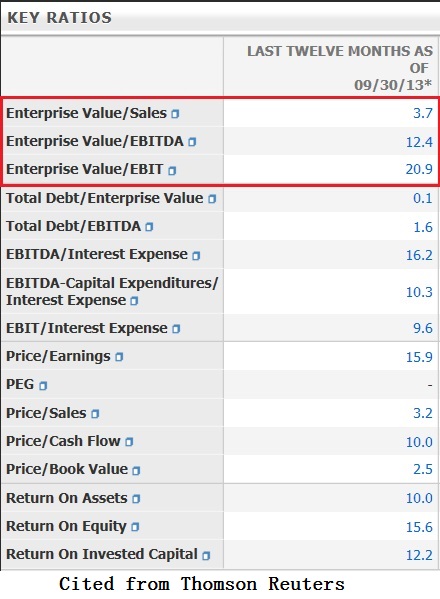 KEY RATIOS
LAST TWELVE MONTHS AS
OF
09/30/13*
Enterprise Value/Sales 3.7
Enterprise Value/EBITDA 12.4
Enterprise Value/EBIT 20.9
Total Debt/Enterprise Value 0.1
Total Debt/EBITDA 1.6
EBITDA/Interest Expense 16.2
EBITDA-Capital Expenditures/
Interest Expense 10.3
EBIT/Interest Expense 9.6
Price/Earnings 15.9
PEG -
Price/Sales 3.2
Price/Cash Flow 10.0
Price/Book Value 2.5
Return On Assets 10.0
Return On Equity 15.6
Return On Invested Capital 12.2
Cited from Thomson Reuters